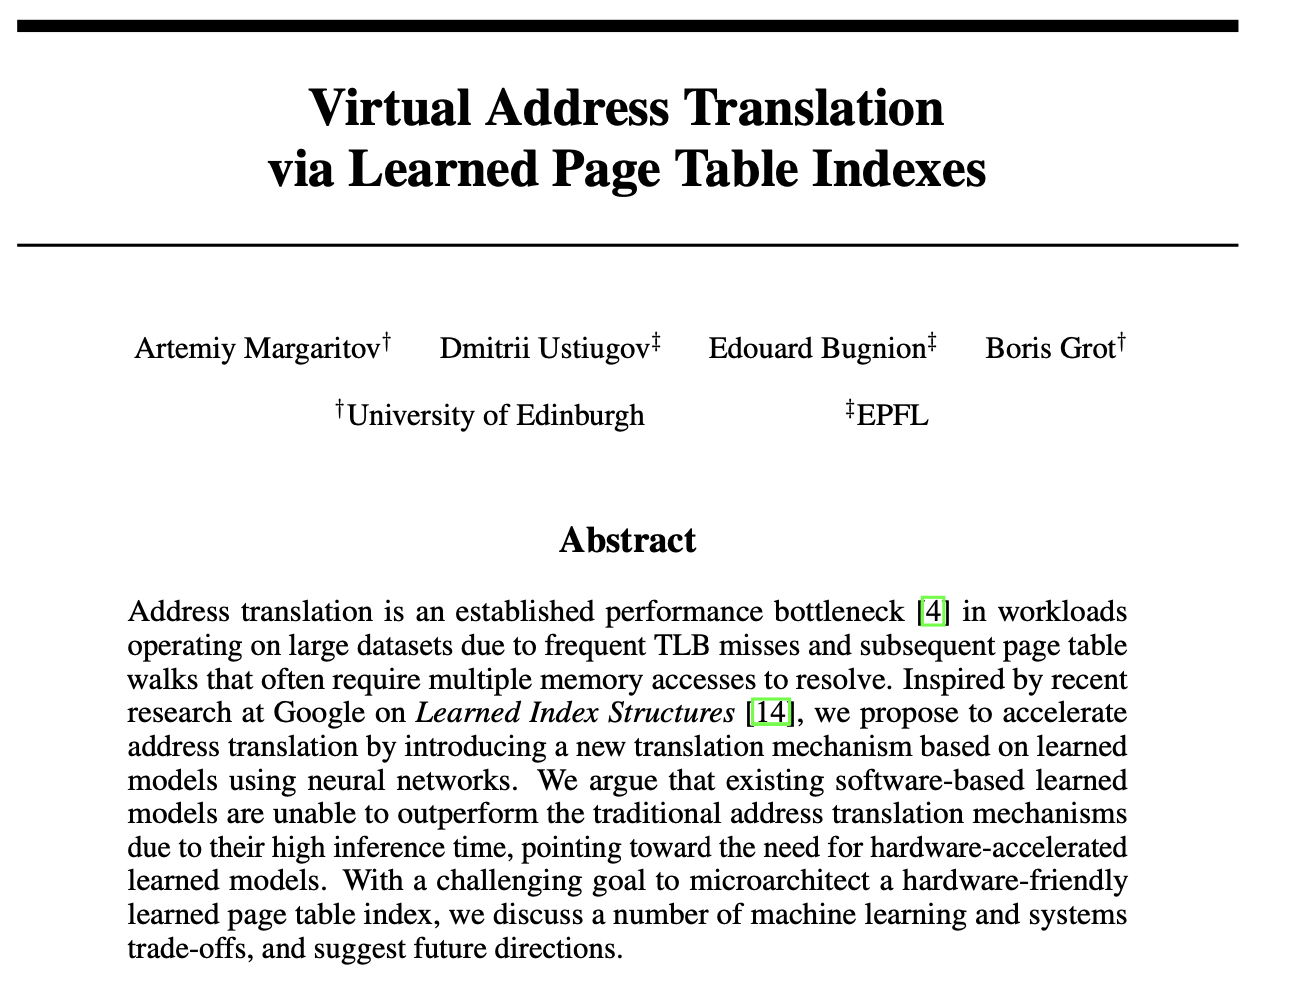 Virtual Address Translation
via Learned Page Table Indexes
Artemiy Margaritov† Dmitrii Ustiugov‡ Edouard Bugnion‡ Boris Grot†
†University of Edinburgh ‡EPFL
Abstract
Address translation is an established performance bottleneck [4] in workloads
operating on large datasets due to frequent TLB misses and subsequent page table
walks that often require multiple memory accesses to resolve. Inspired by recent
research at Google on Learned Index Structures [14], we propose to accelerate
address translation by introducing a new translation mechanism based on learned
models using neural networks. We argue that existing software-based learned
models are unable to outperform the traditional address translation mechanisms
due to their high inference time, pointing toward the need for hardware-accelerated
learned models. With a challenging goal to microarchitect a hardware-friendly
learned page table index, we discuss a number of machine learning and systems
trade-offs, and suggest future directions.